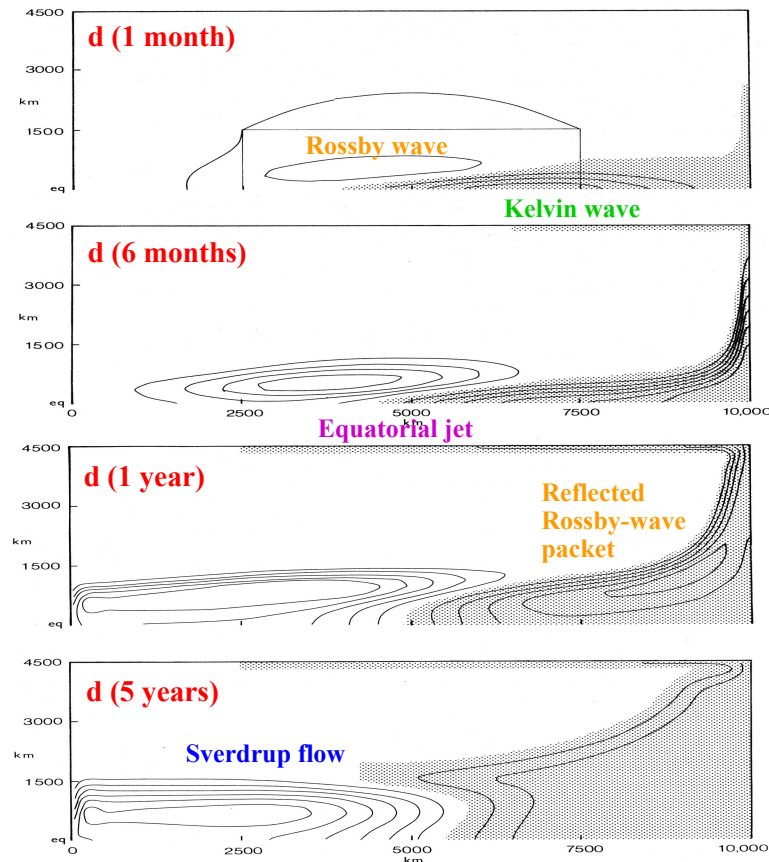 4500
d (1 month)
3000
km
1500
Rossby wave
eq
Kelvin wave
4500
d (6 months)
3000
km
1500
eq
0
2500
5000
7500
10,000
km
Equatorial jet
4500
d (1 year)
Reflected
Rossby-wave
packet
3000
km
1500
eq
4500
d (5 years)
3000
km
Sverdrup flow
1500
eq
0
2500
5000
7500
10,000
km